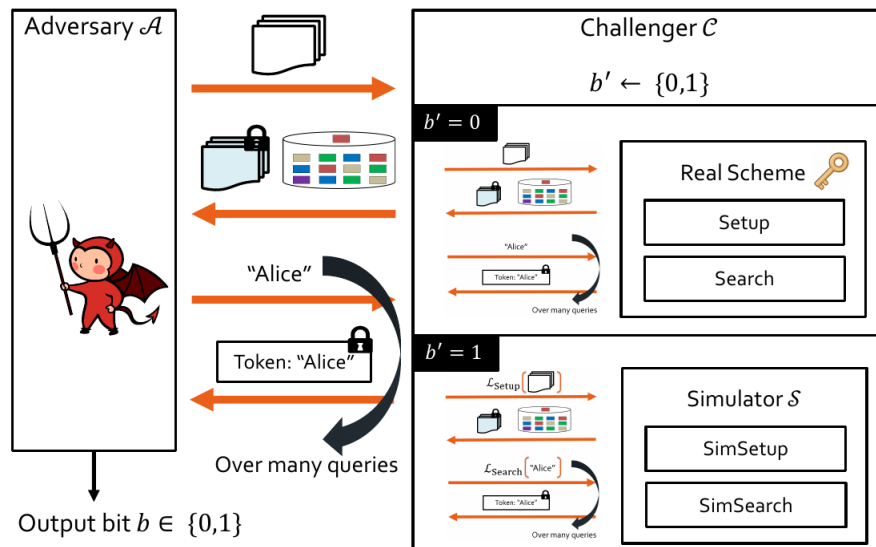 Adversary 𝒜
“Alice”
Token: “Alice”
Over many queries
Output bit b ∈ {0,1}
Challenger 𝒞
b′ ← {0,1}
b′ = 0
“Alice”
Token: “Alice”
Over many queries
Real Scheme
Setup
Search
b′ = 1
ℒSetup( )
ℒSearch(“Alice”)
Token: “Alice”
Over many queries
Simulator 𝒮
SimSetup
SimSearch